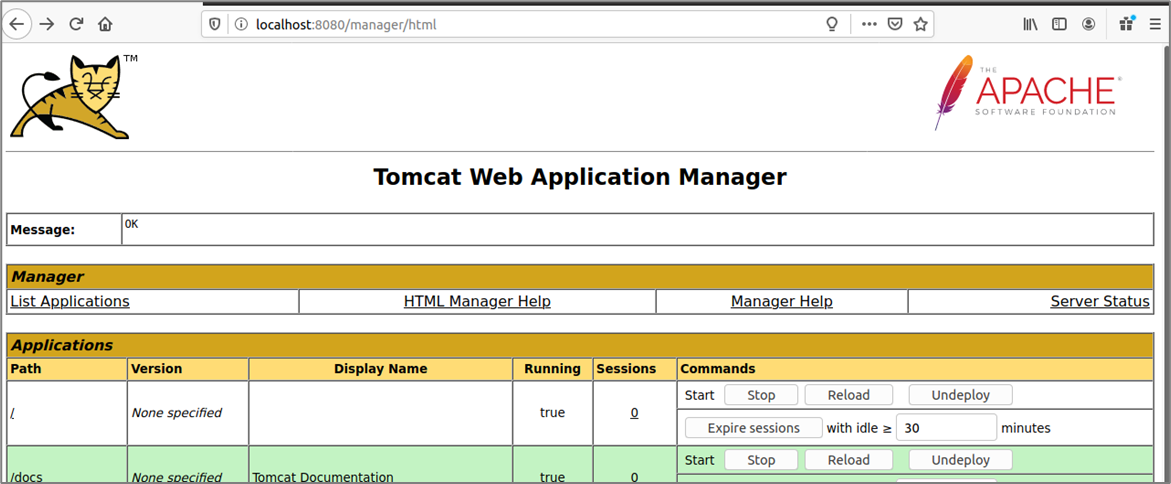 localhost:8080/manager/html
TM
THE
APACHE®
SOFTWARE FOUNDATION
Tomcat Web Application Manager
Message: OK
Manager
List Applications HTML Manager Help Manager Help Server Status
Applications
Path Version Display Name Running Sessions Commands
Start Stop Reload Undeploy
/ None specified true 0
Expire sessions with idle ≥ 30 minutes
Start Stop Reload Undeploy
/docs None specified Tomcat Documentation true 0